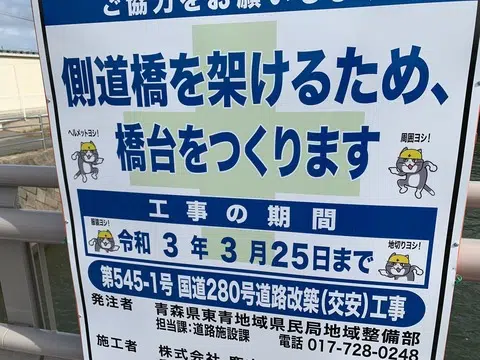 ご協力をお願いします
側道橋を架けるため、
橋台をつくります
ヘルメットヨシ!
周囲ヨシ!
工事の期間
服装ヨシ!
令和 3 年 3 月 25日まで
地切りヨシ!
第545-1号 国道280号道路改築(交安)工事
発注者 青森県東青地域県民局地域整備部
担当課:道路施設課 電話 017-728-0248
施工者 株式会社